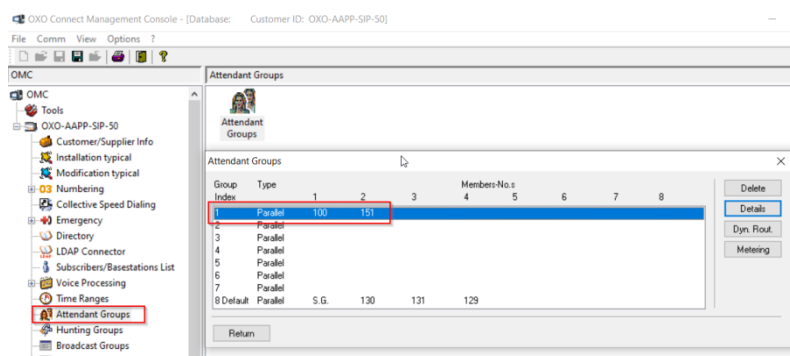 OXO Connect Management Console - [Database: Customer ID: OXO-AAPP-SIP-50]
File Comm View Options ?
OMC
OMC
Tools
OXO-AAPP-SIP-50
Customer/Supplier Info
Installation typical
Modification typical
03 Numbering
Collective Speed Dialing
Emergency
Directory
LDAP Connector
Subscribers/Basestations List
Voice Processing
Time Ranges
Attendant Groups
Hunting Groups
Broadcast Groups
Attendant Groups
Attendant
Groups
Attendant Groups
Group Type Members-No.s
Index 1 2 3 4 5 6 7 8
1 Parallel 100 151
2 Parallel
3 Parallel
4 Parallel
5 Parallel
6 Parallel
7 Parallel
8 Default Parallel S.G. 130 131 129
Delete
Details
Dyn. Rout.
Metering
Return